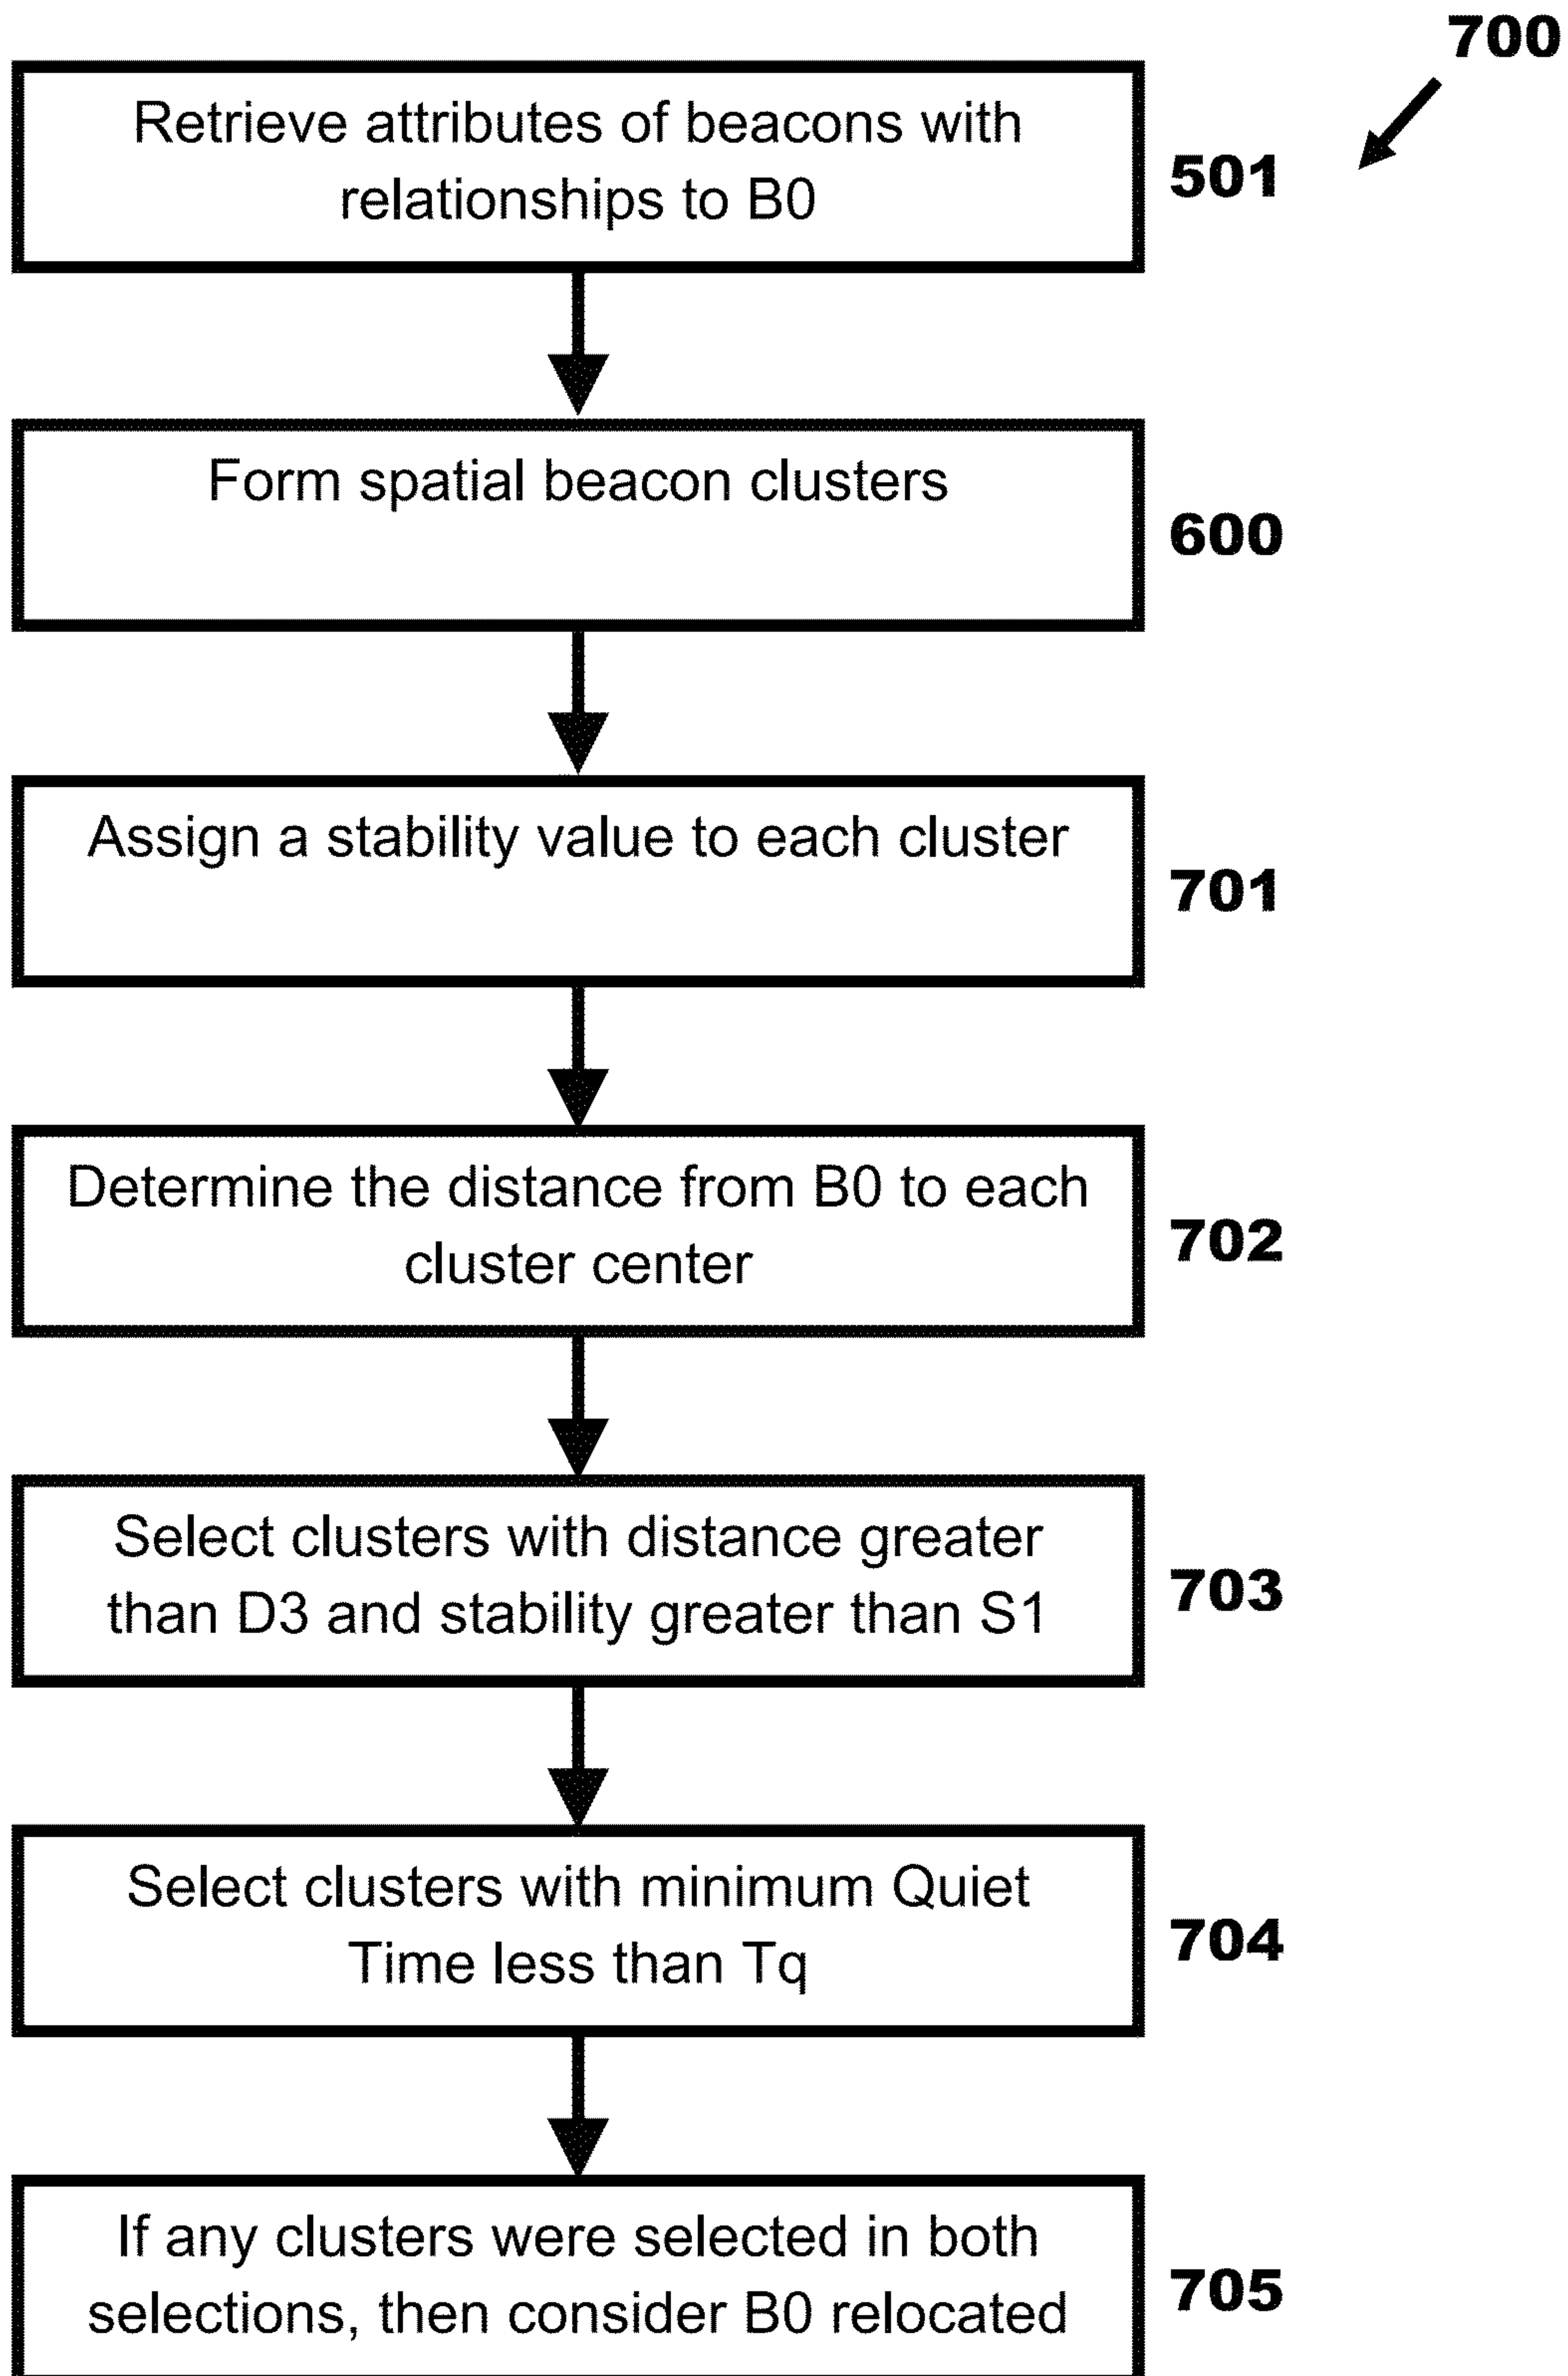 700
Retrieve attributes of beacons with
relationships to B0
501
Form spatial beacon clusters
600
Assign a stability value to each cluster
701
Determine the distance from B0 to each
cluster center
702
Select clusters with distance greater
than D3 and stability greater than S1
703
Select clusters with minimum Quiet
Time less than Tq
704
If any clusters were selected in both
selections, then consider B0 relocated
705